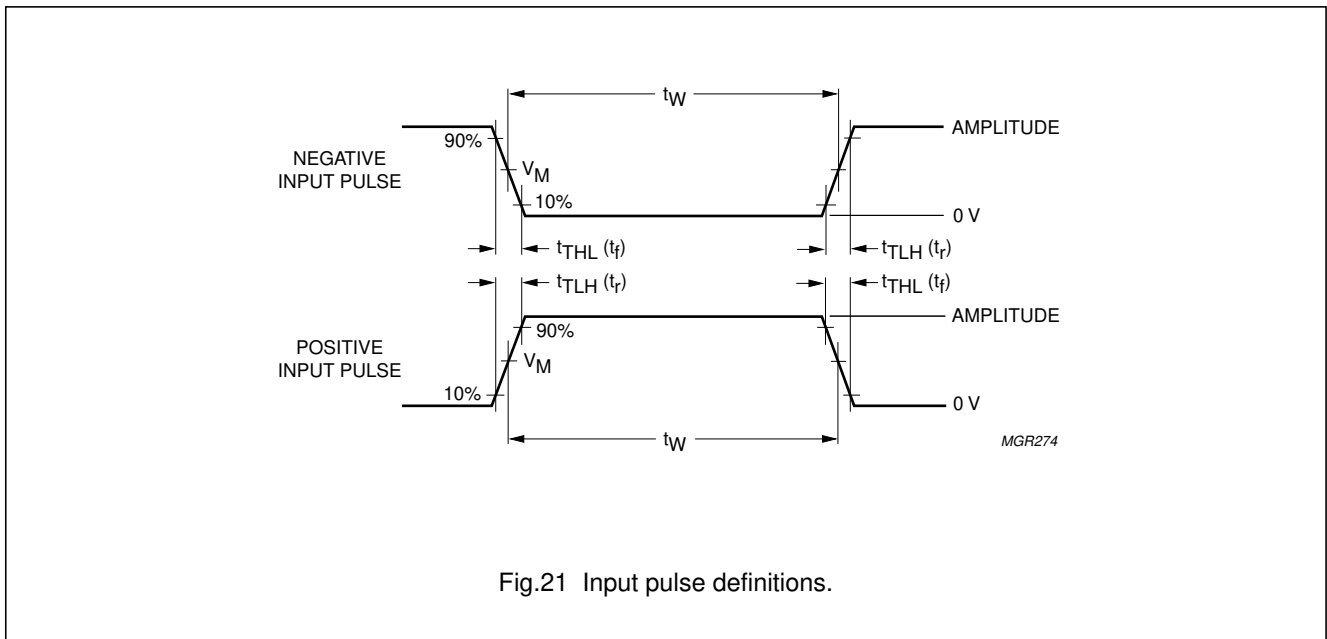 tW
90%
AMPLITUDE
NEGATIVE
INPUT PULSE
VM
10%
0 V
tTHL (tf)
tTLH (tr)
tTLH (tr)
tTHL (tf)
AMPLITUDE
90%
POSITIVE
INPUT PULSE
VM
10%
0 V
tW
MGR274
Fig.21 Input pulse definitions.